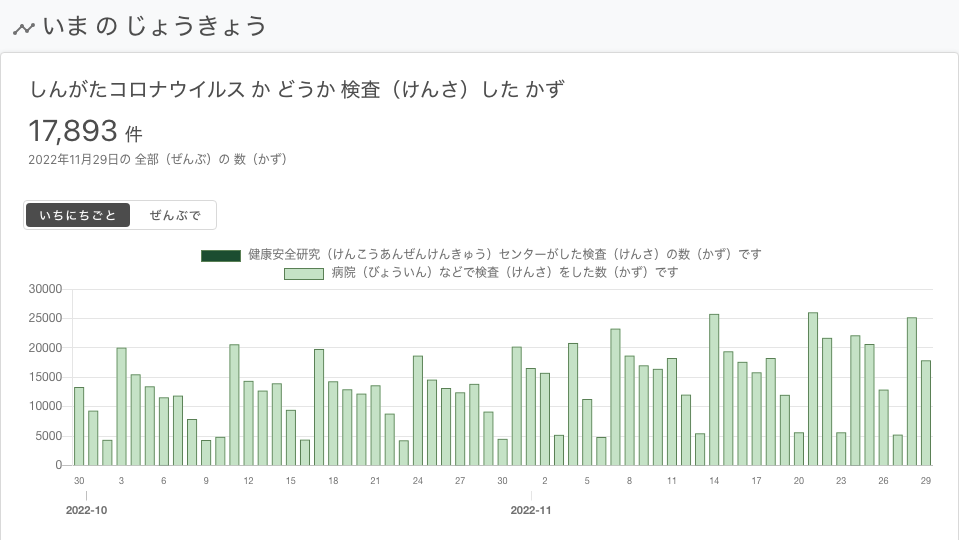 いま の じょうきょう
しんがたコロナウイルス か どうか 検査（けんさ）した かず
17,893 件
2022年11月29日の 全部（ぜんぶ）の 数（かず）
いちにちごと ぜんぶで
健康安全研究（けんこうあんぜんけんきゅう）センターがした検査（けんさ）の数（かず）です
病院（びょういん）などで検査（けんさ）をした数（かず）です
30000
25000
20000
15000
10000
5000
0
30 3 6 9 12 15 18 21 24 27 30 2 5 8 11 14 17 20 23 26 29
2022-10 2022-11